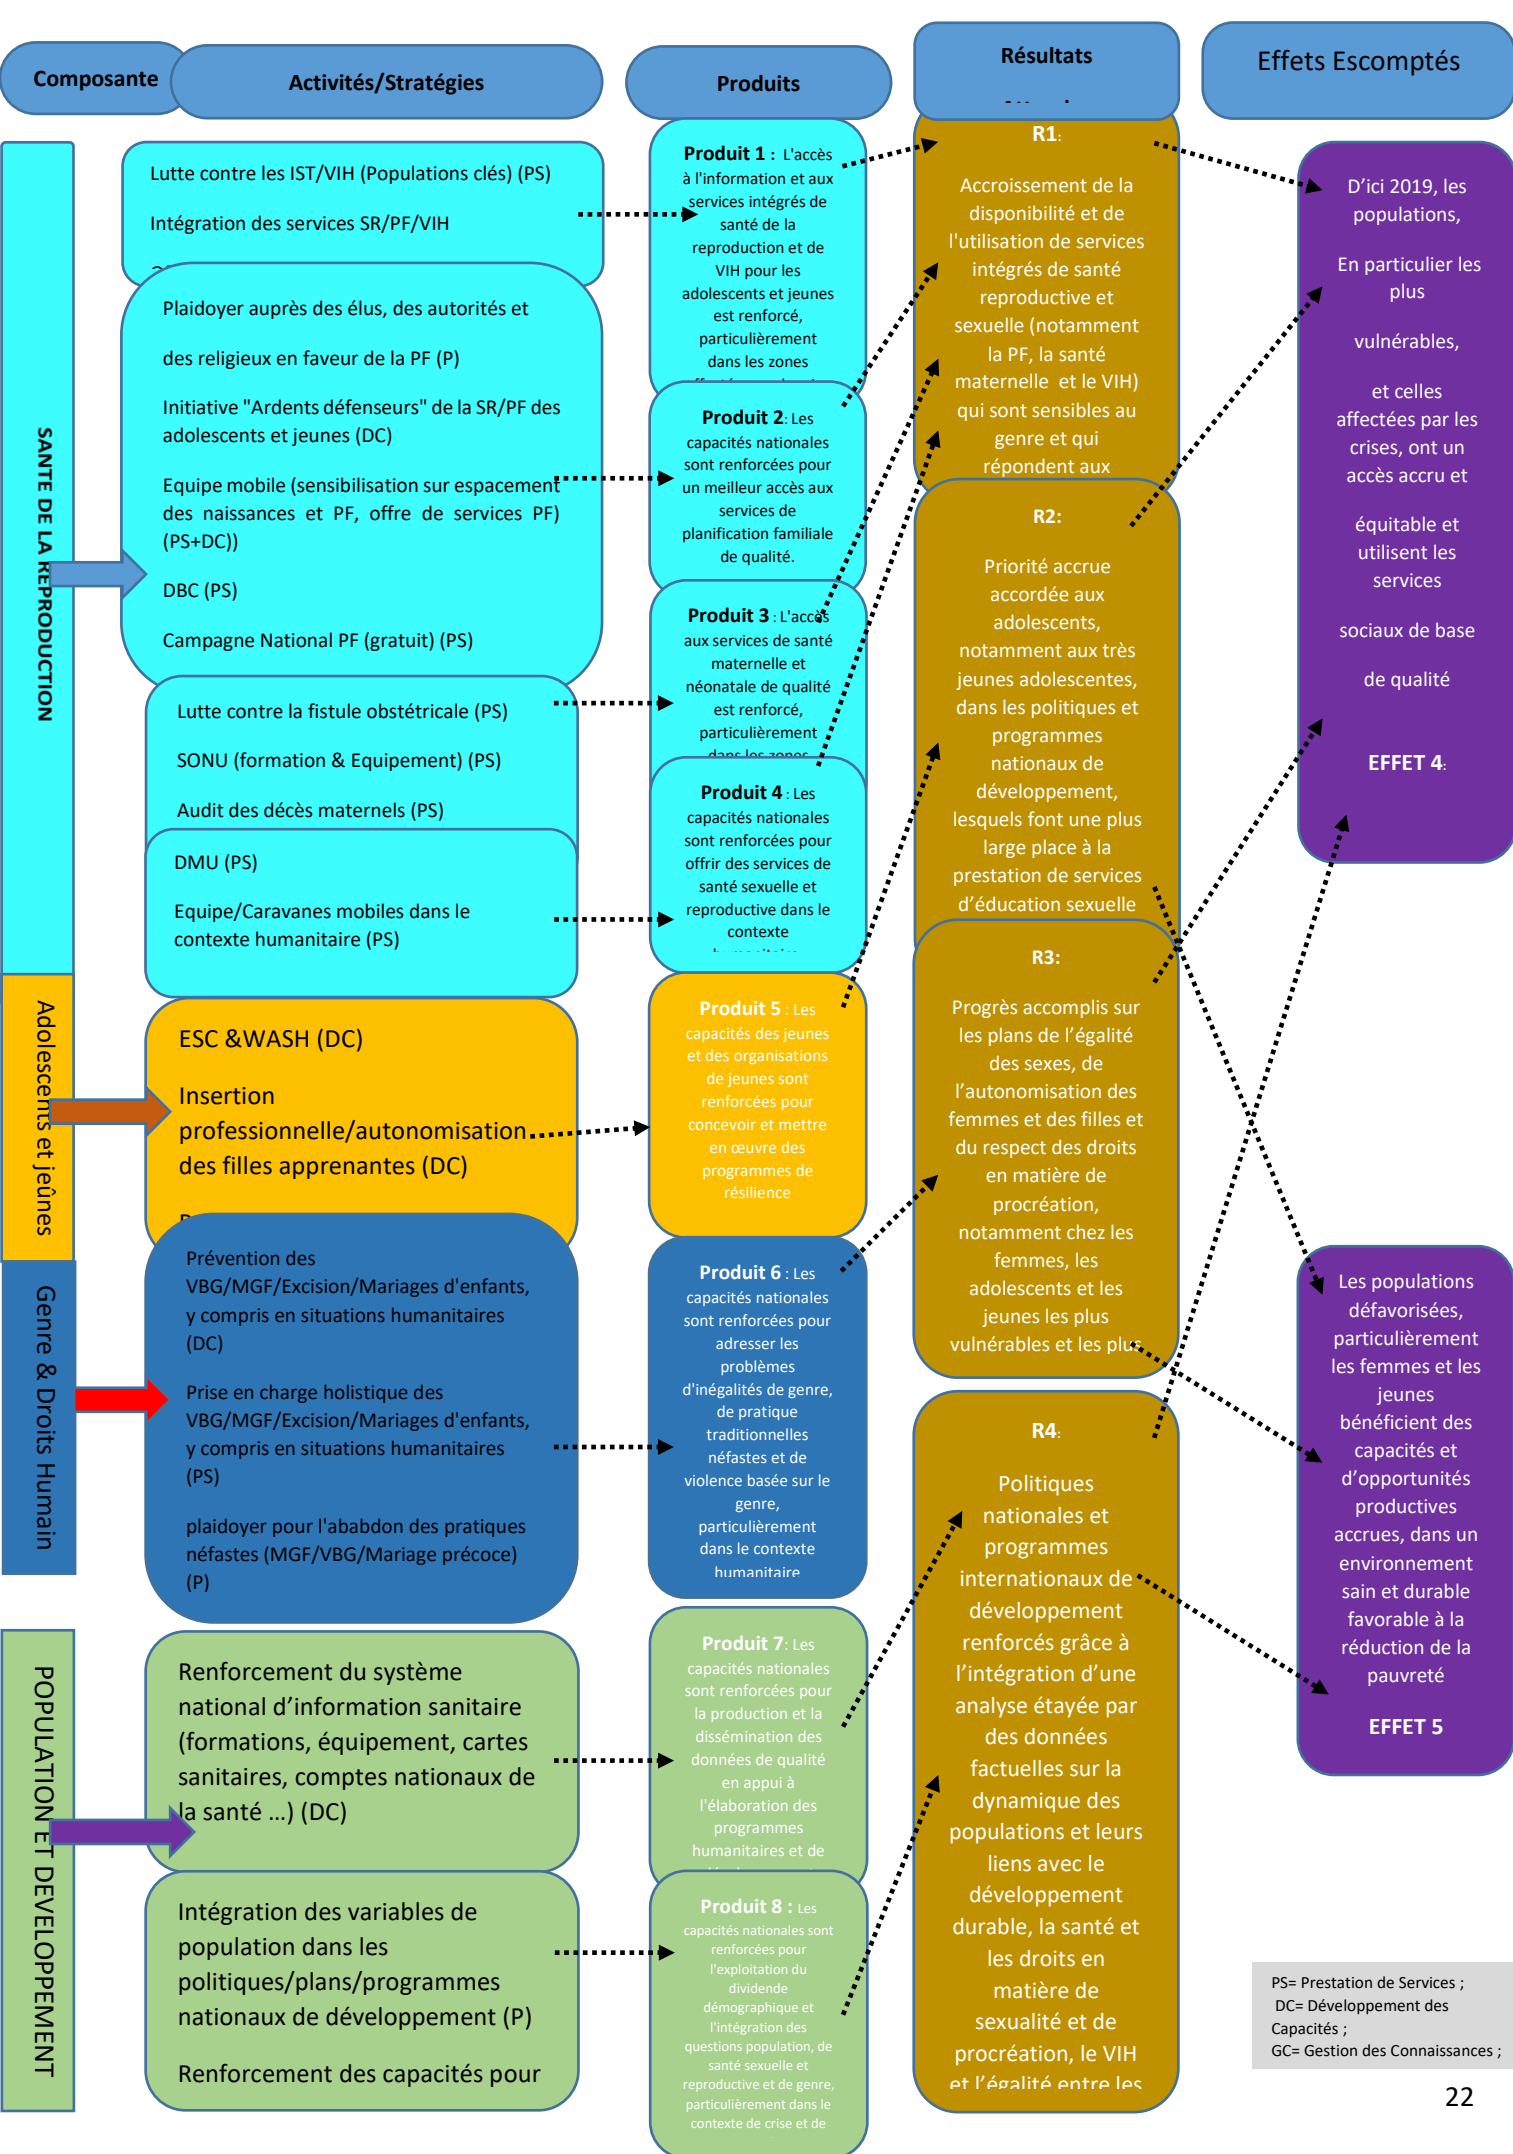 Composante
Activités/Stratégies
Produits
Résultats
Effets Escomptés
SANTE DE LA REPRODUCTION
Lutte contre les IST/VIH (Populations clés) (PS)
Intégration des services SR/PF/VIH
Plaidoyer auprès des élus, des autorités et
des religieux en faveur de la PF (P)
Initiative "Ardents défenseurs" de la SR/PF des
adolescents et jeunes (DC)
Equipe mobile (sensibilisation sur espacement
des naissances et PF, offre de services PF)
(PS+DC))
DBC (PS)
Campagne National PF (gratuit) (PS)
Lutte contre la fistule obstétricale (PS)
SONU (formation & Equipement) (PS)
Audit des décès maternels (PS)
DMU (PS)
Equipe/Caravanes mobiles dans le
contexte humanitaire (PS)
Adolescents et jeûnes
ESC &WASH (DC)
Insertion
professionnelle/autonomisation
des filles apprenantes (DC)
Genre & Droits Humain
Prévention des
VBG/MGF/Excision/Mariages d'enfants,
y compris en situations humanitaires
(DC)
Prise en charge holistique des
VBG/MGF/Excision/Mariages d'enfants,
y compris en situations humanitaires
(PS)
plaidoyer pour l'ababdon des pratiques
néfastes (MGF/VBG/Mariage précoce)
(P)
POPULATION ET DEVELOPPEMENT
Renforcement du système
national d'information sanitaire
(formations, équipement, cartes
sanitaires, comptes nationaux de
la santé …) (DC)
Intégration des variables de
population dans les
politiques/plans/programmes
nationaux de développement (P)
Renforcement des capacités pour
Produit 1 : L'accès
à l'information et aux
services intégrés de
santé de la
reproduction et de
VIH pour les
adolescents et jeunes
est renforcé,
particulièrement
dans les zones
Produit 2: Les
capacités nationales
sont renforcées pour
un meilleur accès aux
services de
planification familiale
de qualité.
Produit 3 : L'accès
aux services de santé
maternelle et
néonatale de qualité
est renforcé,
particulièrement
dans les zones
Produit 4 : Les
capacités nationales
sont renforcées pour
offrir des services de
santé sexuelle et
reproductive dans le
contexte
Produit 5 : Les
capacités des jeunes
et des organisations
de jeunes sont
renforcées pour
concevoir et mettre
en œuvre des
programmes de
résilience
Produit 6 : Les
capacités nationales
sont renforcées pour
adresser les
problèmes
d'inégalités de genre,
de pratique
traditionnelles
néfastes et de
violence basée sur le
genre,
particulièrement
dans le contexte
humanitaire
Produit 7: Les
capacités nationales
sont renforcées pour
la production et la
dissémination des
données de qualité
en appui à
l'élaboration des
programmes
humanitaires et de
Produit 8 : Les
capacités nationales sont
renforcées pour
l'exploitation du
dividende
démographique et
l'intégration des
questions population, de
santé sexuelle et
reproductive et de genre,
particulièrement dans le
contexte de crise et de
R1:
Accroissement de la
disponibilité et de
l'utilisation de services
intégrés de santé
reproductive et
sexuelle (notamment
la PF, la santé
maternelle et le VIH)
qui sont sensibles au
genre et qui
répondent aux
R2:
Priorité accrue
accordée aux
adolescents,
notamment aux très
jeunes adolescentes,
dans les politiques et
programmes
nationaux de
développement,
lesquels font une plus
large place à la
prestation de services
d'éducation sexuelle
R3:
Progrès accomplis sur
les plans de l'égalité
des sexes, de
l'autonomisation des
femmes et des filles et
du respect des droits
en matière de
procréation,
notamment chez les
femmes, les
adolescents et les
jeunes les plus
vulnérables et les plus
R4:
Politiques
nationales et
programmes
internationaux de
développement
renforcés grâce à
l'intégration d'une
analyse étayée par
des données
factuelles sur la
dynamique des
populations et leurs
liens avec le
développement
durable, la santé et
les droits en
matière de
sexualité et de
procréation, le VIH
et l'égalité entre les
D'ici 2019, les
populations,
En particulier les
plus
vulnérables,
et celles
affectées par les
crises, ont un
accès accru et
équitable et
utilisent les
services
sociaux de base
de qualité
EFFET 4:
Les populations
défavorisées,
particulièrement
les femmes et les
jeunes
bénéficient des
capacités et
d'opportunités
productives
accrues, dans un
environnement
sain et durable
favorable à la
réduction de la
pauvreté
EFFET 5
PS= Prestation de Services ;
DC= Développement des
Capacités ;
GC= Gestion des Connaissances ;
22